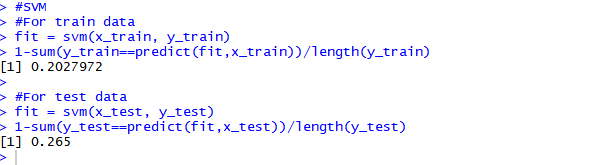 > #SVM
> #For train data
> fit = svm(x_train, y_train)
> 1-sum(y_train==predict(fit,x_train))/length(y_train)
[1] 0.2027972
>
> #For test data
> fit = svm(x_test, y_test)
> 1-sum(y_test==predict(fit,x_test))/length(y_test)
[1] 0.265
>